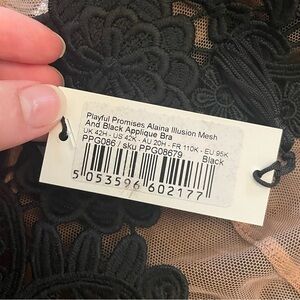 Playful Promises Alaina Illusion Mesh
And Black Applique Bra
UK 42H - US 42K - AU 20H - FR 110K - EU 95K
PPG086 / sku PPG08679
Black
5 053596 602177